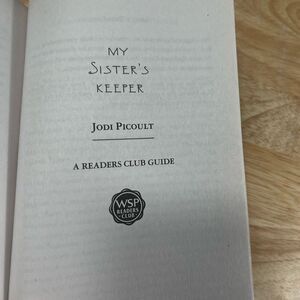 MY
SISTER'S
KEEPER
JODI PICOULT
A READERS CLUB GUIDE
WSP
READERS
CLUB